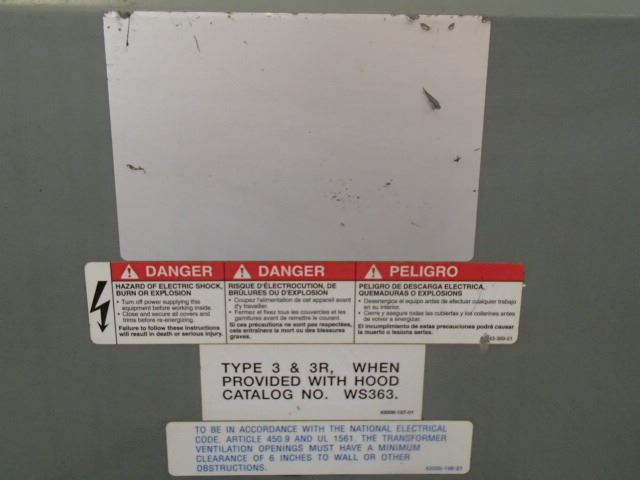 DANGER
HAZARD OF ELECTRIC SHOCK,
BURN OR EXPLOSION
• Turn off power supplying this
equipment before working inside.
• Close and secure all covers and
trims before re-energizing.
Failure to follow these instructions
will result in death or serious injury.
DANGER
RISQUE D'ÉLECTROCUTION, DE
BRÛLURES OU D'EXPLOSION
• Coupez l'alimentation de cet appareil avant
d'y travailler.
• Fermez et fixez tous les couvercles et les
garnitures avant de remettre le courant.
Si ces précautions ne sont pas respectées,
cela entraînera la mort ou des blessures
graves.
PELIGRO
PELIGRO DE DESCARGA ELECTRICA,
QUEMADURAS O EXPLOSIONS
• Desenergice el equipo antes de efectuar cualquier trabajo
en su interior.
• Cierre y asegure todas las cubiertas y los collarines antes
de volver a energizar.
El incumplimiento de estas precauciones podrá causar
la muerte o lesions serias.
TYPE 3 & 3R, WHEN
PROVIDED WITH HOOD
CATALOG NO. WS363.
TO BE IN ACCORDANCE WITH THE NATIONAL ELECTRICAL
CODE, ARTICLE 450.9 AND UL 1561, THE TRANSFORMER
VENTILATION OPENINGS MUST HAVE A MINIMUM
CLEARANCE OF 6 INCHES TO WALL OR OTHER
OBSTRUCTIONS.